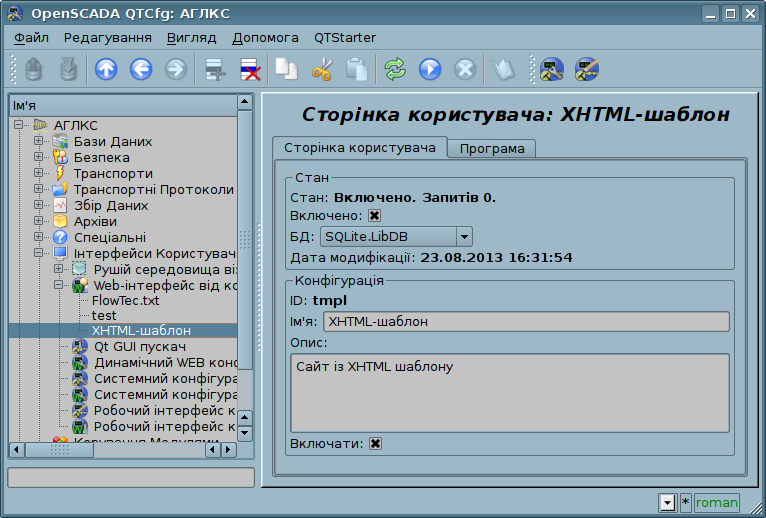 OpenSCADA QTCfg: АГЛКС
Файл Редагування Вигляд Допомога QTStarter
Ім'я
АГЛКС
Бази Даних
Безпека
Транспорти
Транспортні Протоколи
Збір Даних
Архіви
Спеціальні
Інтерфейси Користувач
Рушій середовища ві
Web-інтерфейс від ко
FlowTec.txt
test
XHTML-шаблон
Qt GUI пускач
Динамічний WEB конф
Системний конфігура
Системний конфігура
Робочий інтерфейс к
Робочий інтерфейс к
Керування Модулями
Сторінка користувача: XHTML-шаблон
Сторінка користувача Програма
Стан
Стан: Включено. Запитів 0.
Включено:
БД: SQLite.LibDB
Дата модифікації: 23.08.2013 16:31:54
Конфігурація
ID: tmpl
Ім'я: XHTML-шаблон
Опис:
Сайт із XHTML шаблону
Включати:
* roman